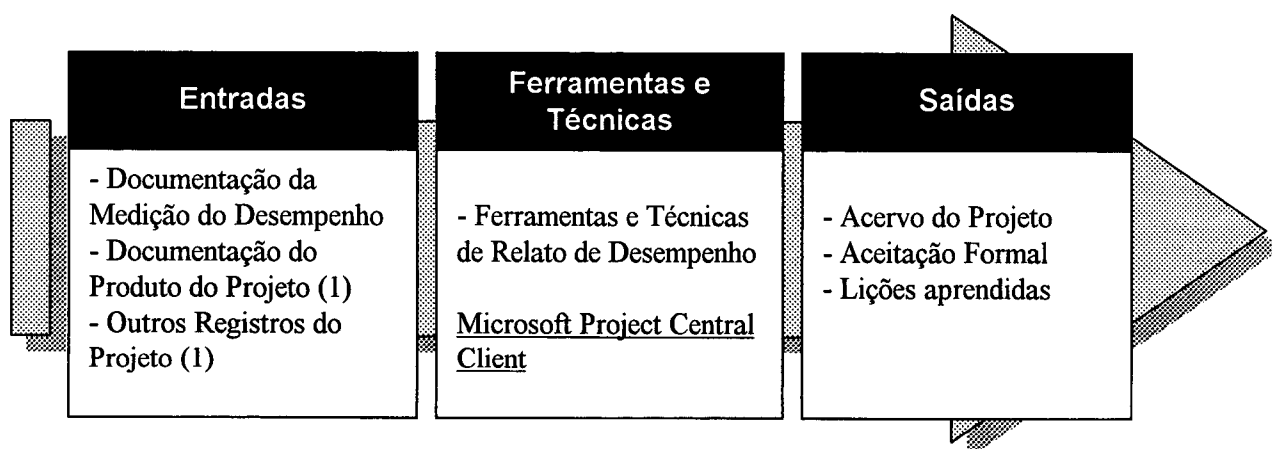 Entradas
- Documentação da
Medição do Desempenho
- Documentação do
Produto do Projeto (1)
- Outros Registros do
Projeto (1)
Ferramentas e
Técnicas
- Ferramentas e Técnicas
de Relato de Desempenho
Microsoft Project Central
Client
Saídas
- Acervo do Projeto
- Aceitação Formal
- Lições aprendidas